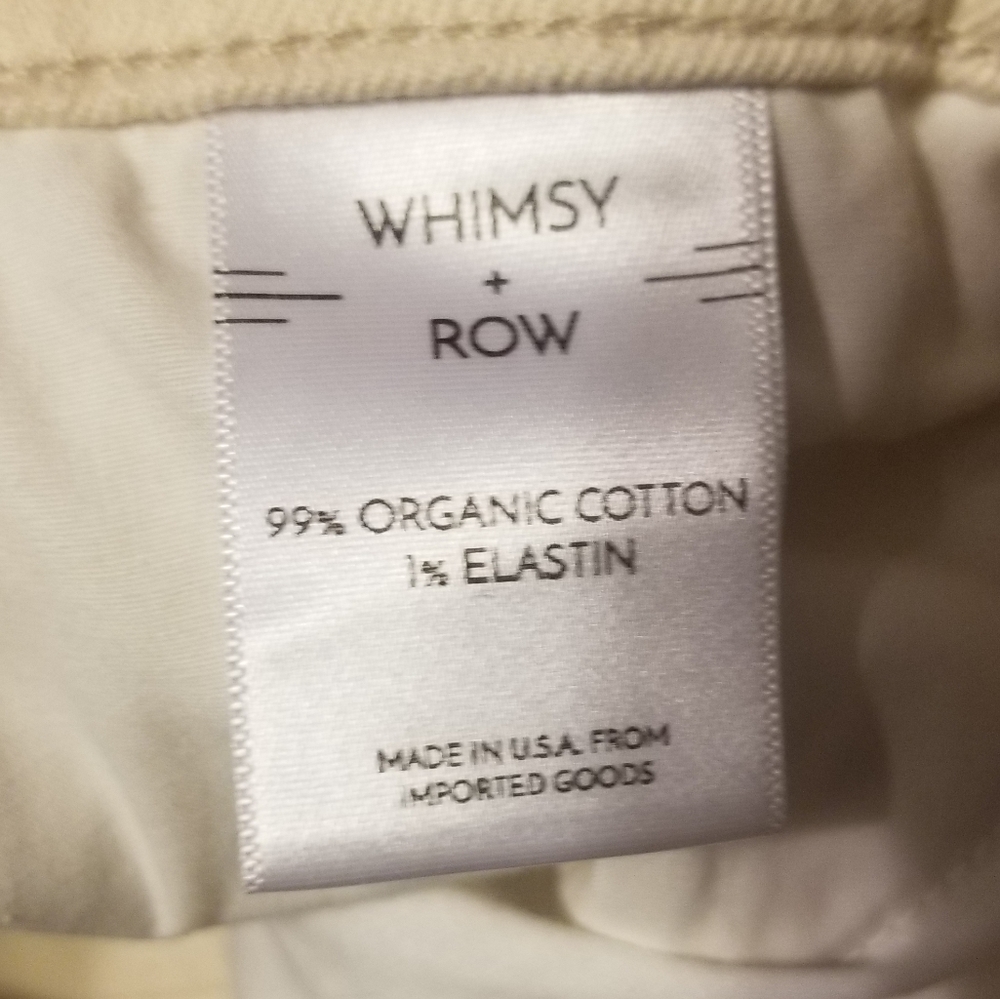 WHIMSY
+
ROW
99% ORGANIC COTTON
1% ELASTIN
MADE IN U.S.A. FROM
IMPORTED GOODS